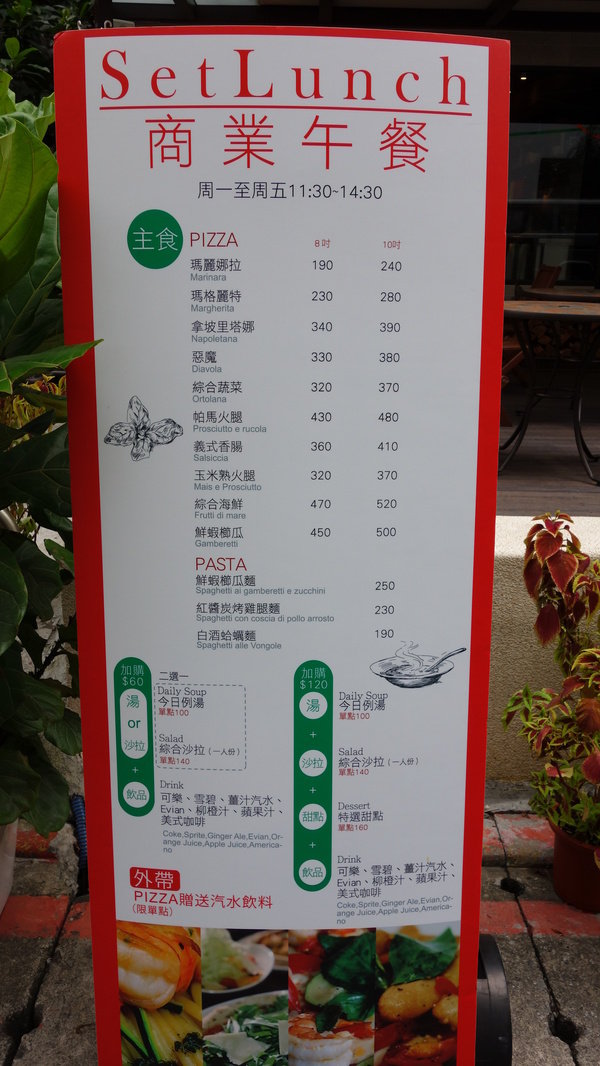 SetLunch
商業午餐
周一至周五11:30~14:30
主食 PIZZA 8吋 10吋
瑪麗娜拉 190 240
Marinara
瑪格麗特 230 280
Margherita
拿坡里塔娜 340 390
Napoletana
惡魔 330 380
Diavola
綜合蔬菜 320 370
Ortolana
帕馬火腿 430 480
Prosciutto e rucola
義式香腸 360 410
Salsiccia
玉米熟火腿 320 370
Mais e Prosciutto
綜合海鮮 470 520
Frutti di mare
鮮蝦櫛瓜 450 500
Gamberetti
PASTA
鮮蝦櫛瓜麵 250
Spaghetti ai gamberetti e zucchini
紅醬炭烤雞腿麵 230
Spaghetti con coscia di pollo arrosto
白酒蛤蠣麵 190
Spaghetti alle Vongole
加購
$60
湯
or
沙拉
+
飲品
二選一
Daily Soup
今日例湯
單點100
Salad
綜合沙拉（一人份）
單點140
Drink
可樂、雪碧、薑汁汽水、
Evian、柳橙汁、蘋果汁、
美式咖啡
Coke,Sprite,Ginger Ale,Evian,Or-
ange Juice,Apple Juice,America-
no
加購
$120
湯
+
沙拉
+
甜點
+
飲品
Daily Soup
今日例湯
單點100
Salad
綜合沙拉（一人份）
單點140
Dessert
特選甜點
單點160
Drink
可樂、雪碧、薑汁汽水、
Evian、柳橙汁、蘋果汁、
美式咖啡
Coke,Sprite,Ginger Ale,Evian,Or-
ange Juice,Apple Juice,America-
no
外帶
PIZZA贈送汽水飲料
（限單點）